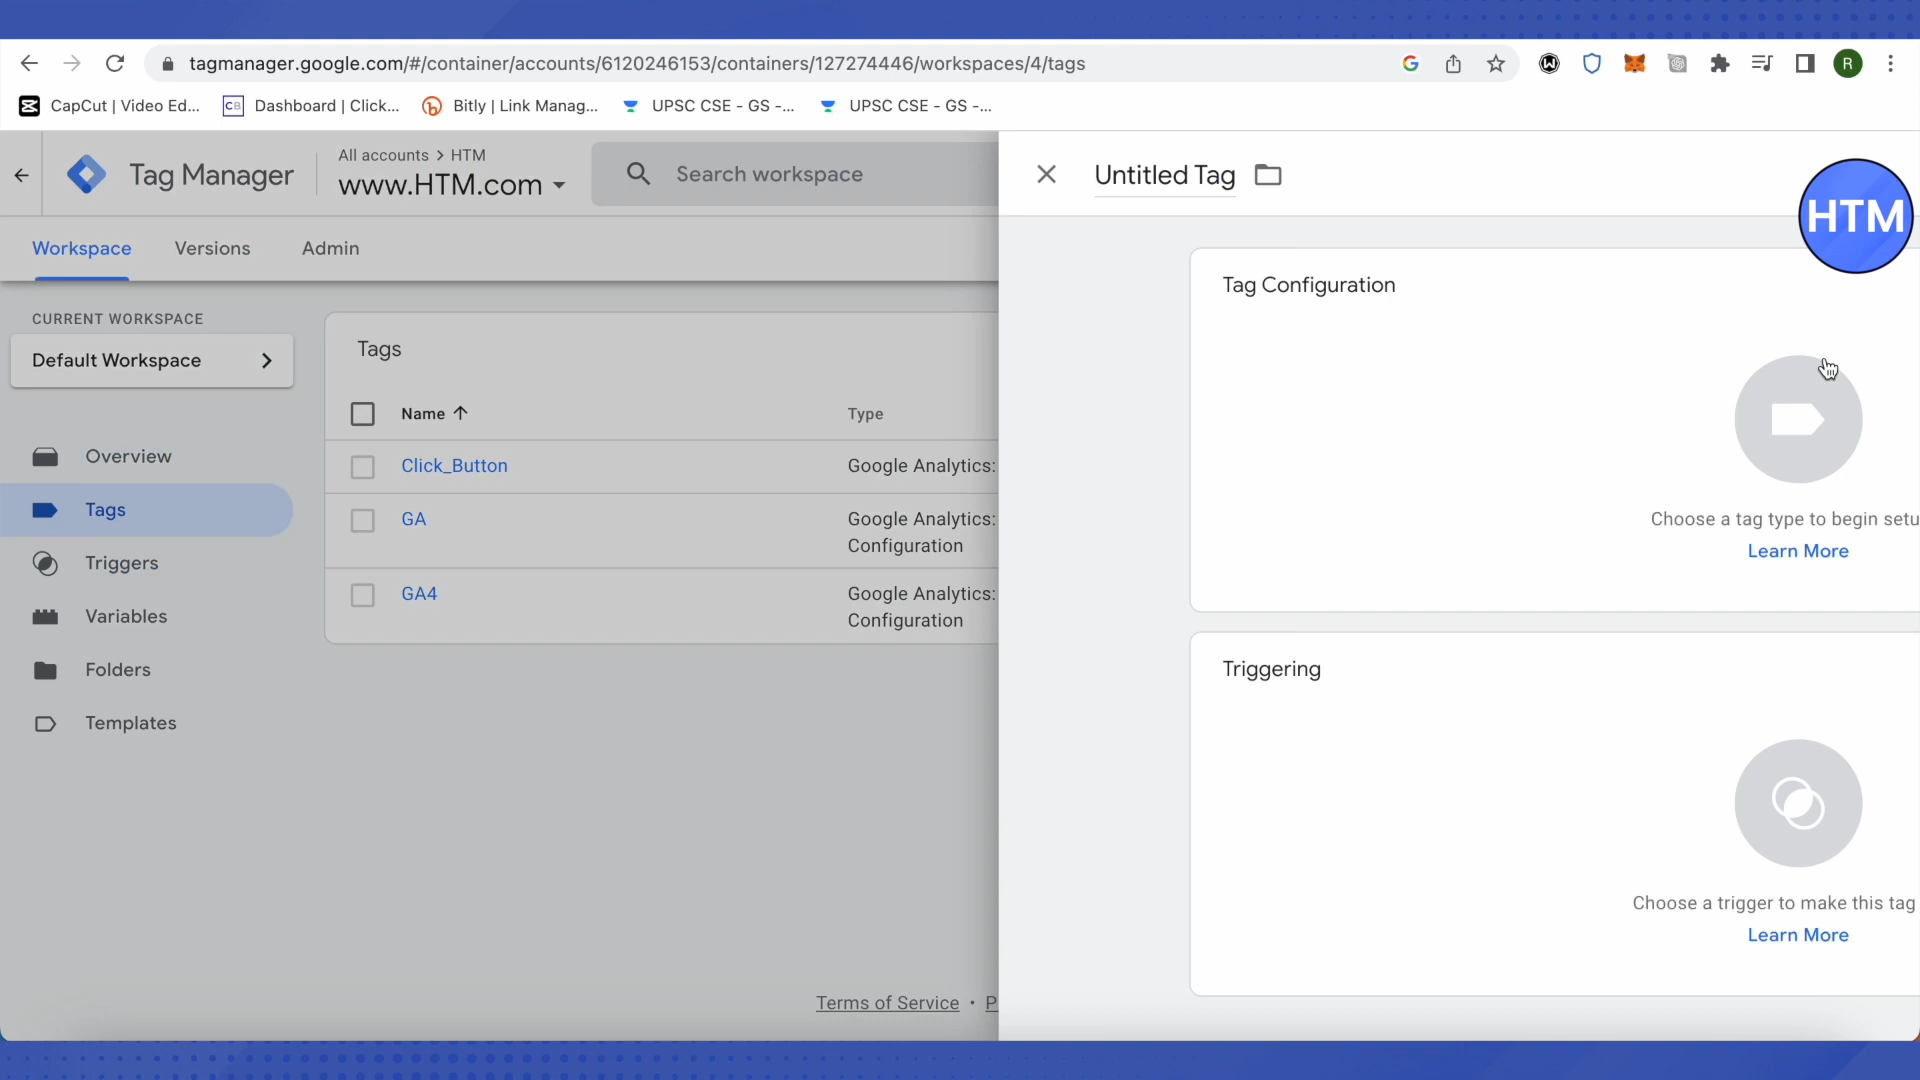 tagmanager.google.com/#/container/accounts/6120246153/containers/127274446/workspaces/4/tags
R
CapCut | Video Ed...
CB
Dashboard | Click...
Bitly | Link Manag...
UPSC CSE - GS -...
UPSC CSE - GS -...
Tag Manager
All accounts > HTM
www.HTM.com
Search workspace
Untitled Tag
HTM
Workspace
Versions
Admin
CURRENT WORKSPACE
Default Workspace
Overview
Tags
Triggers
Variables
Folders
Templates
Tags
Name
Type
Click_Button
Google Analytics:
GA
Google Analytics:
Configuration
GA4
Google Analytics:
Configuration
Terms of Service • P
Tag Configuration
Choose a tag type to begin setu
Learn More
Triggering
Choose a trigger to make this tag
Learn More